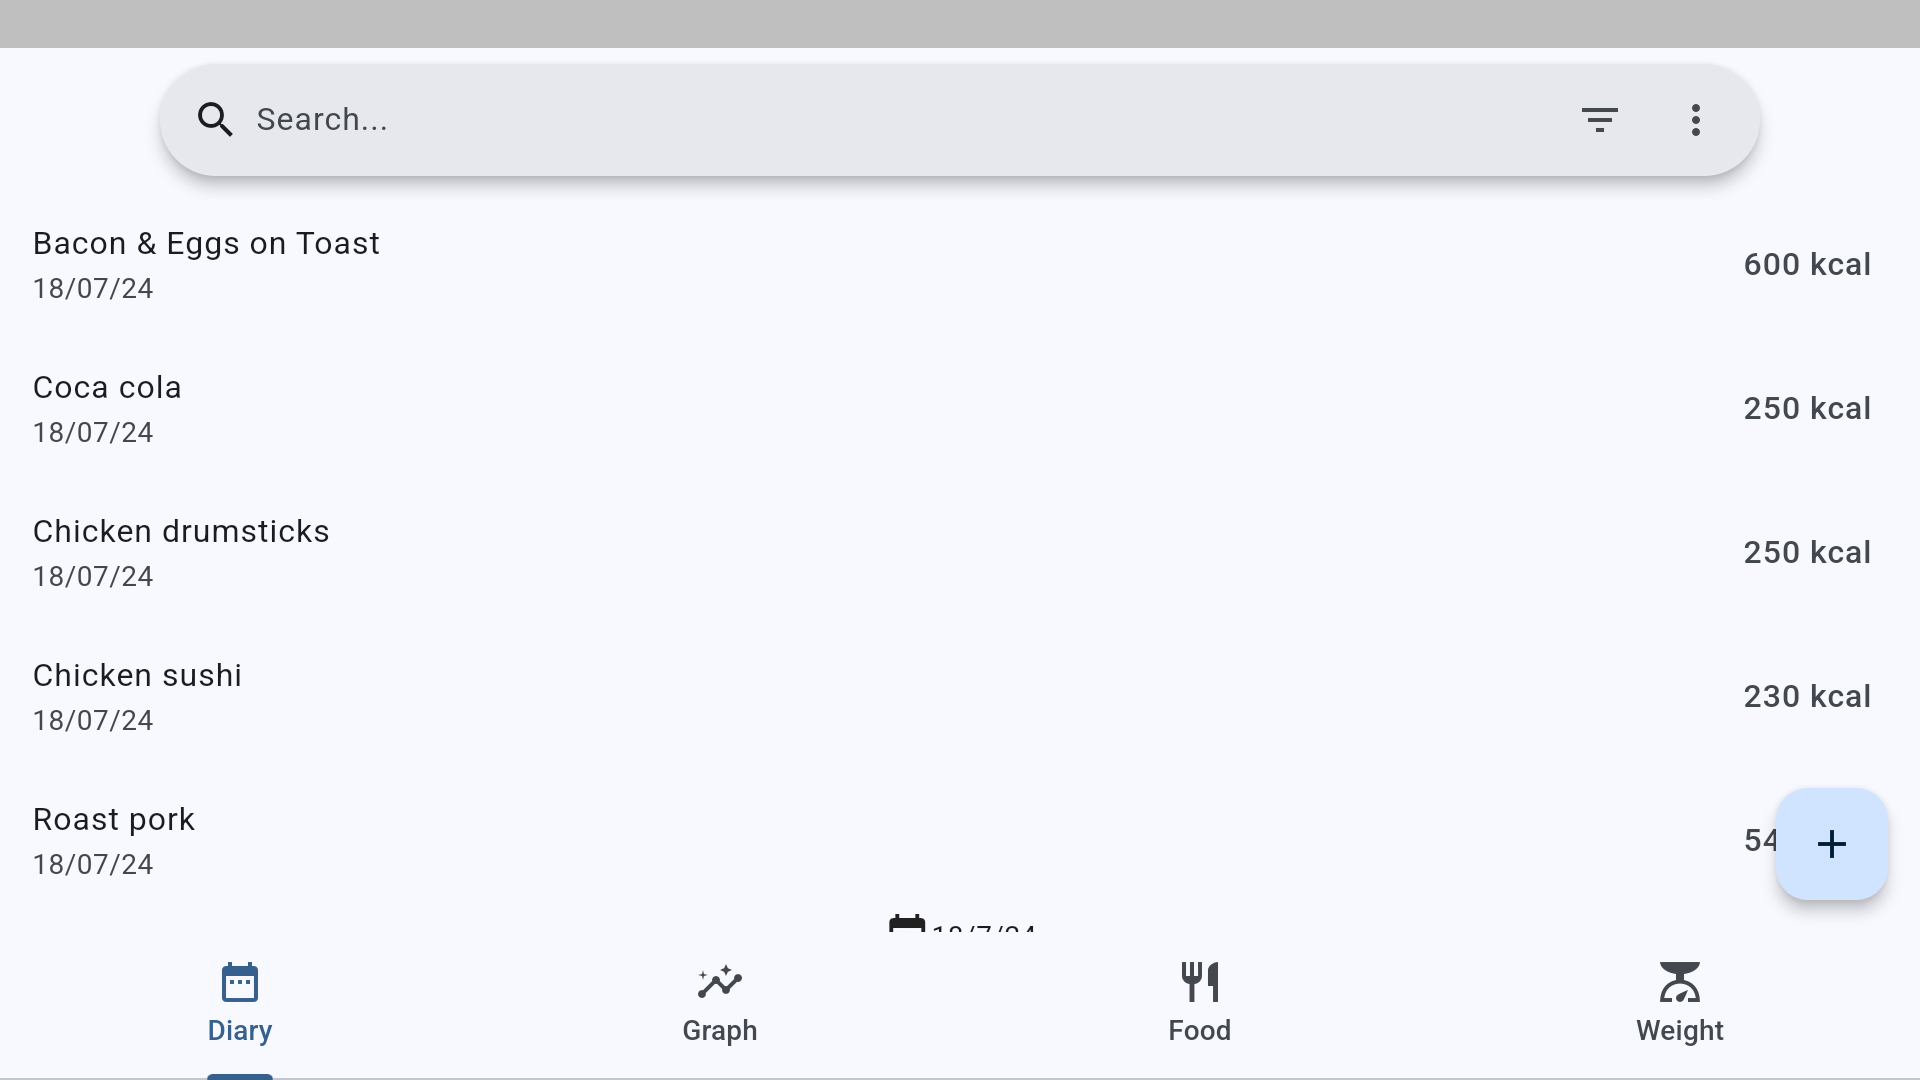 Search...
Bacon & Eggs on Toast
18/07/24
600 kcal
Coca cola
18/07/24
250 kcal
Chicken drumsticks
18/07/24
250 kcal
Chicken sushi
18/07/24
230 kcal
Roast pork
18/07/24
Diary
Graph
Food
Weight